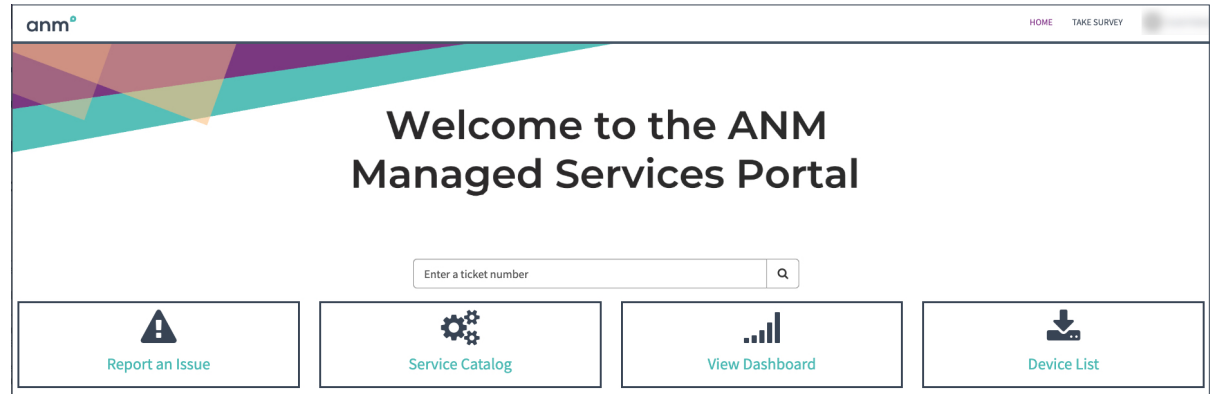 anm
HOME TAKE SURVEY
Welcome to the ANM
Managed Services Portal
Enter a ticket number
Report an Issue
Service Catalog
View Dashboard
Device List